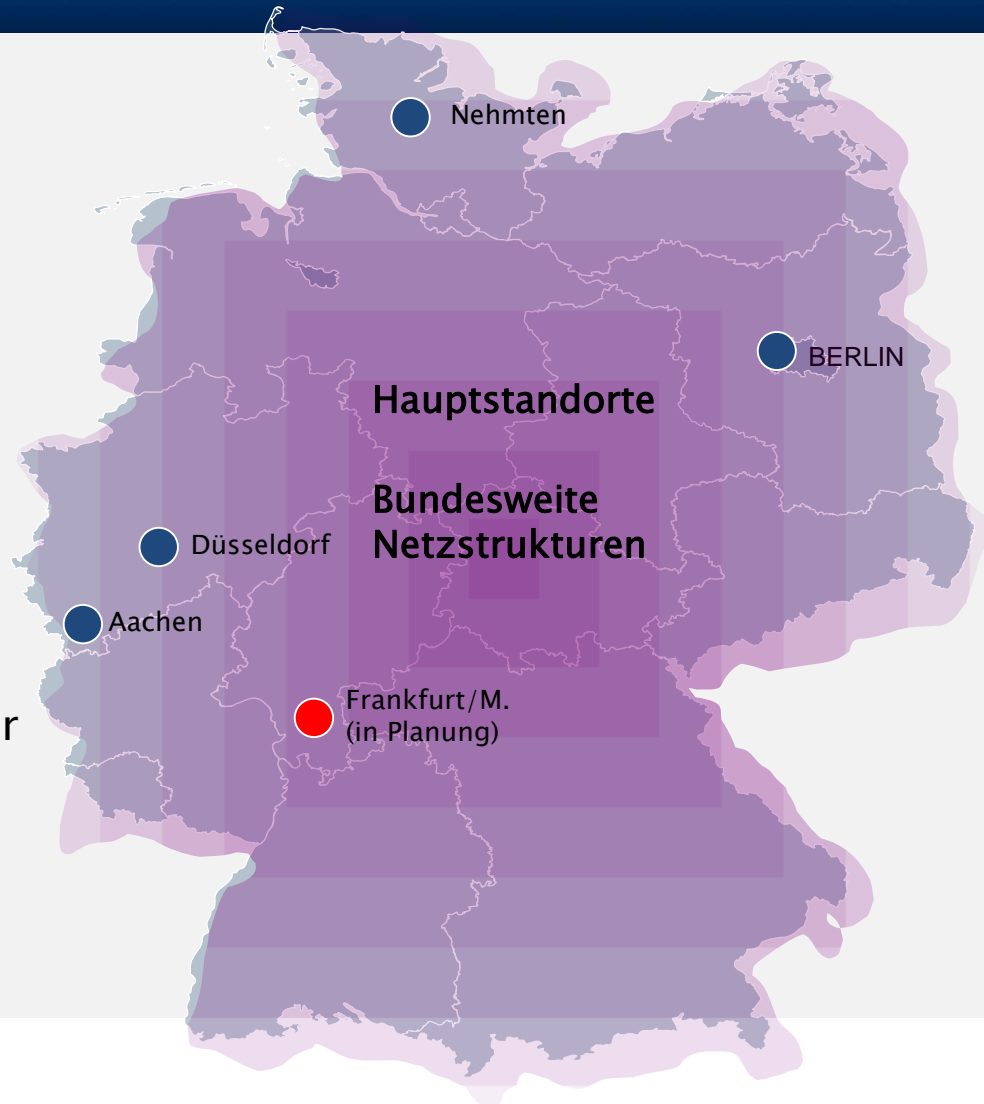 Nehmten
BERLIN
Hauptstandorte
Bundesweite
Netzstrukturen
Düsseldorf
Aachen
Frankfurt/M.
(in Planung)
r